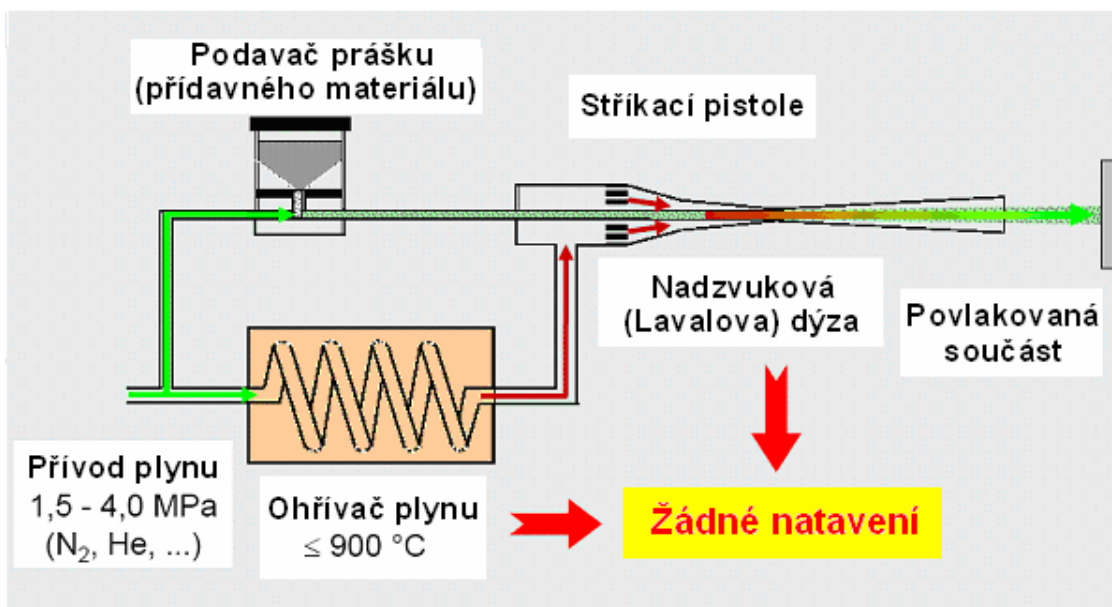 Podavač prášku
(přídavného materiálu)
Stříkací pistole
Nadzvuková
(Lavalova) dýza
Povlakovaná
součást
Přívod plynu
1,5 - 4,0 MPa
(N₂, He, ...)
Ohřívač plynu
≤ 900 °C
Žádné natavení